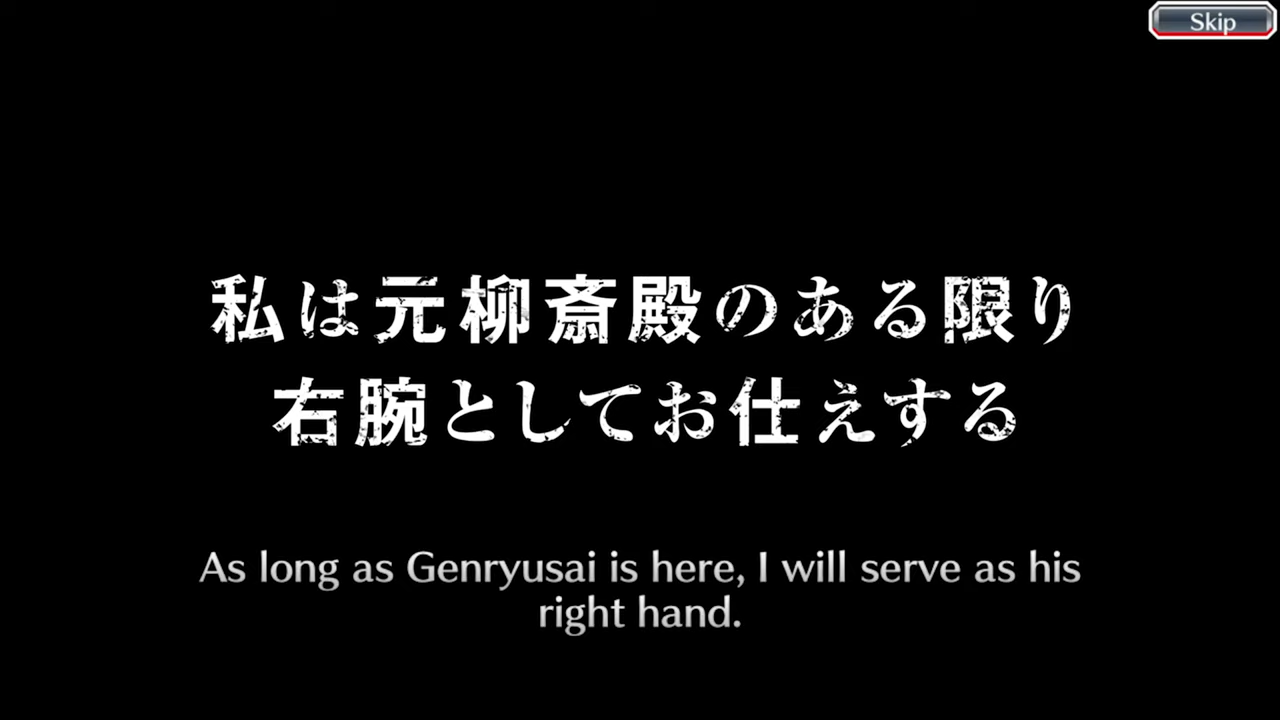 Skip
私は元柳斎殿のある限り
右腕としてお仕えする
As long as Genryusai is here, I will serve as his
right hand.